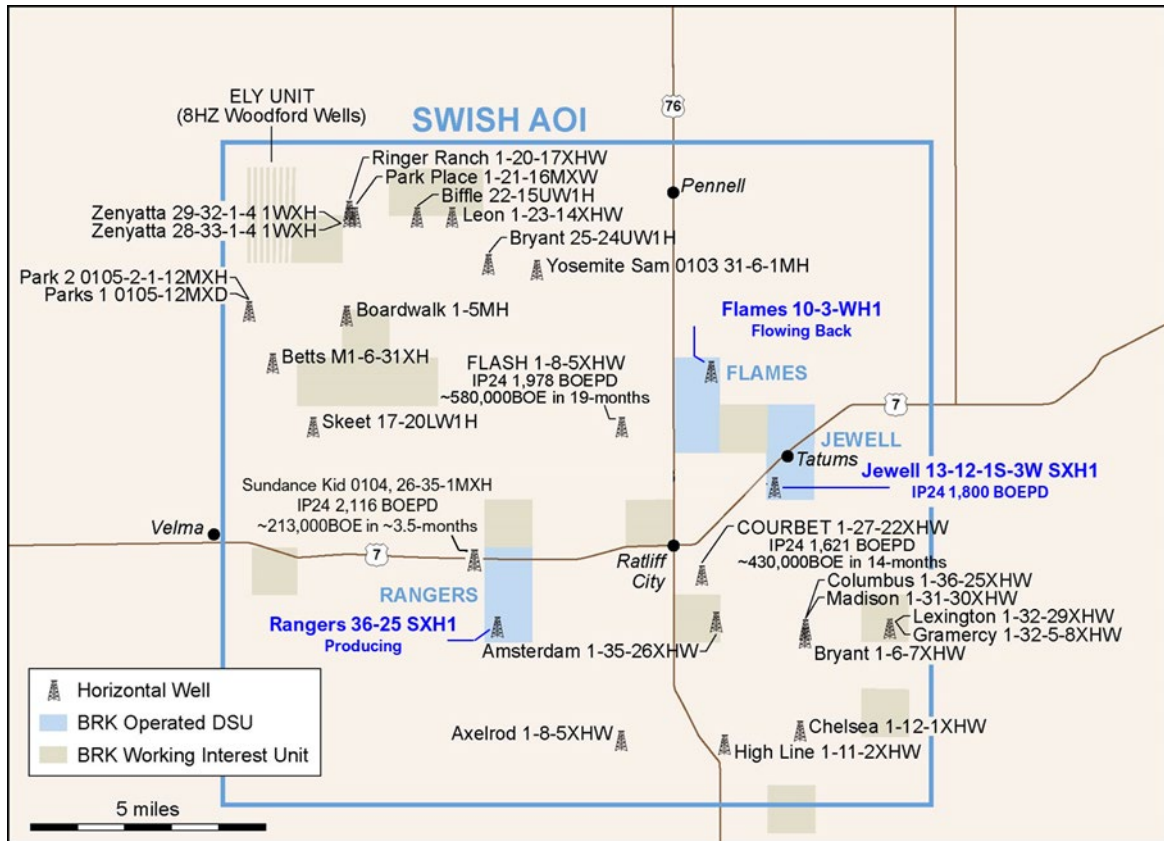 ELY UNIT
(8HZ Woodford Wells)
SWISH AOI
76
Ringer Ranch 1-20-17XHW
Park Place 1-21-16MXW
Biffle 22-15UW1H
Leon 1-23-14XHW
Pennell
Zenyatta 29-32-1-4 1WXH
Zenyatta 28-33-1-4 1WXH
Bryant 25-24UW1H
Yosemite Sam 0103 31-6-1MH
Park 2 0105-2-1-12MXH
Parks 1 0105-12MXD
Boardwalk 1-5MH
Flames 10-3-WH1
Flowing Back
Betts M1-6-31XH
FLASH 1-8-5XHW
IP24 1,978 BOEPD
~580,000BOE in 19-months
FLAMES
7
Skeet 17-20LW1H
JEWELL
Tatums
Jewell 13-12-1S-3W SXH1
IP24 1,800 BOEPD
Sundance Kid 0104, 26-35-1MXH
IP24 2,116 BOEPD
~213,000BOE in ~3.5-months
Velma
7
COURBET 1-27-22XHW
IP24 1,621 BOEPD
~430,000BOE in 14-months
Ratliff
City
RANGERS
Rangers 36-25 SXH1
Producing
Columbus 1-36-25XHW
Madison 1-31-30XHW
Lexington 1-32-29XHW
Gramercy 1-32-5-8XHW
Bryant 1-6-7XHW
Amsterdam 1-35-26XHW
Horizontal Well
BRK Operated DSU
BRK Working Interest Unit
Axelrod 1-8-5XHW
Chelsea 1-12-1XHW
High Line 1-11-2XHW
5 miles